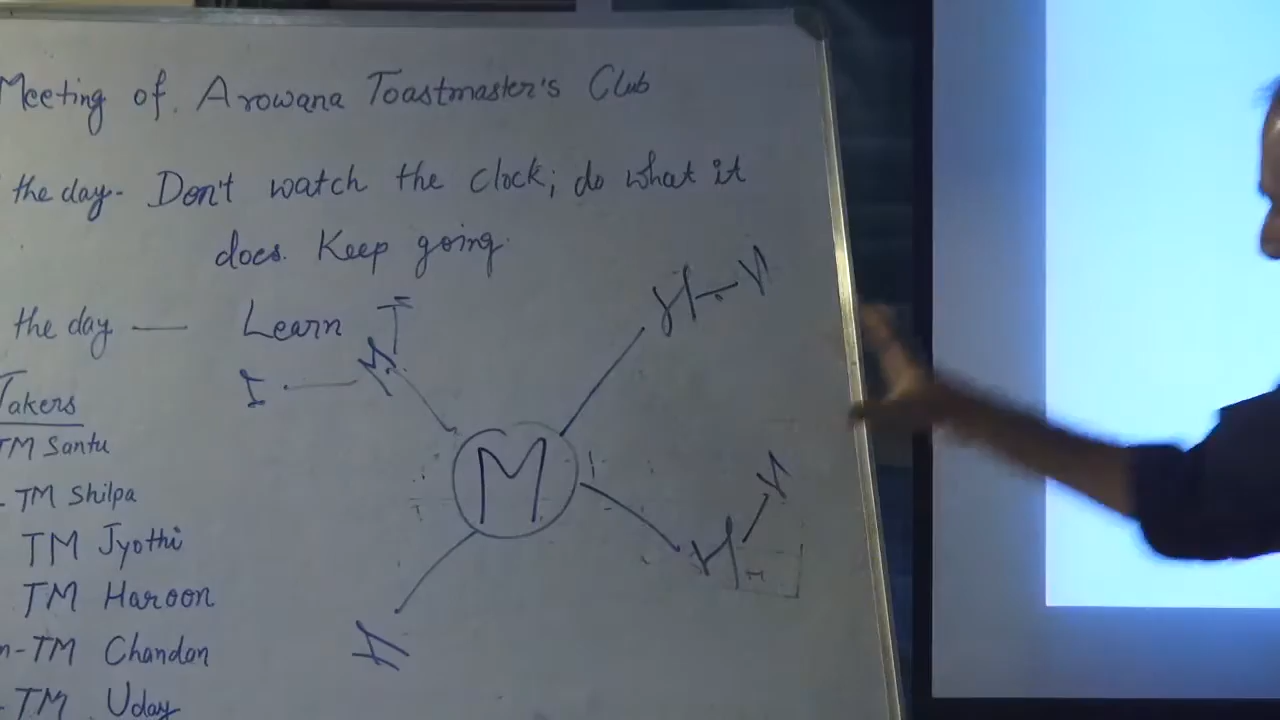 Meeting of Arowana Toastmaster's Club
the day- Don't watch the clock; do what it
does. Keep going.
the day — Learn
Takers
TM Santu
- TM Shilpa
TM Jyothi
TM Haroon
n-TM Chandan
-TM Uday
M
I
I